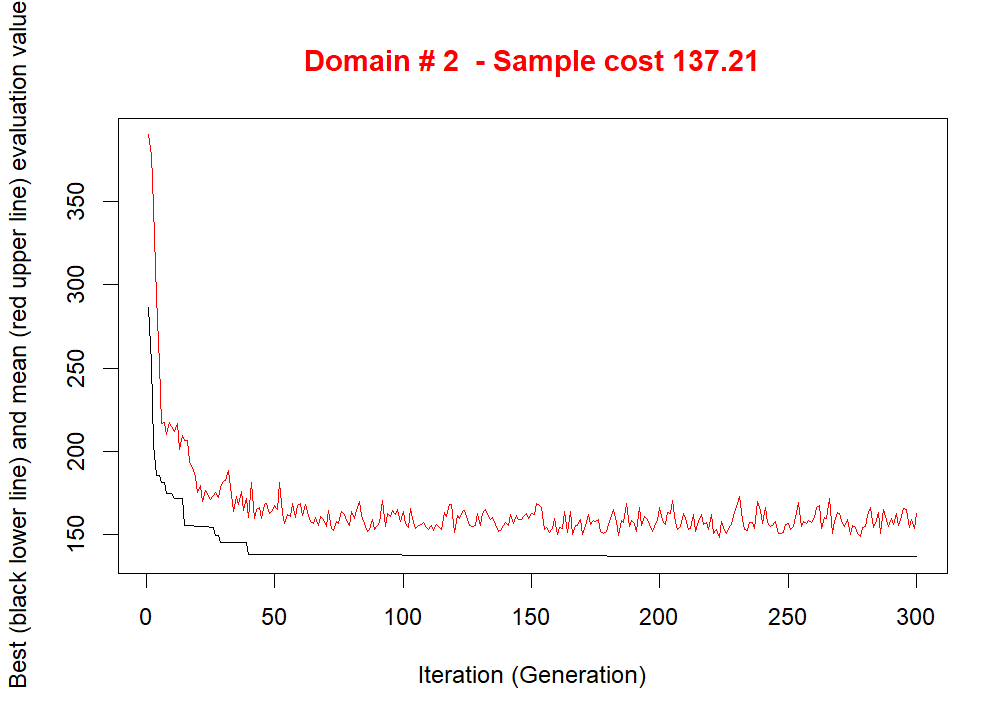 Domain # 2  - Sample cost 137.21
Best (black lower line) and mean (red upper line) evaluation value
350
300
250
200
150
0 50 100 150 200 250 300
Iteration (Generation)